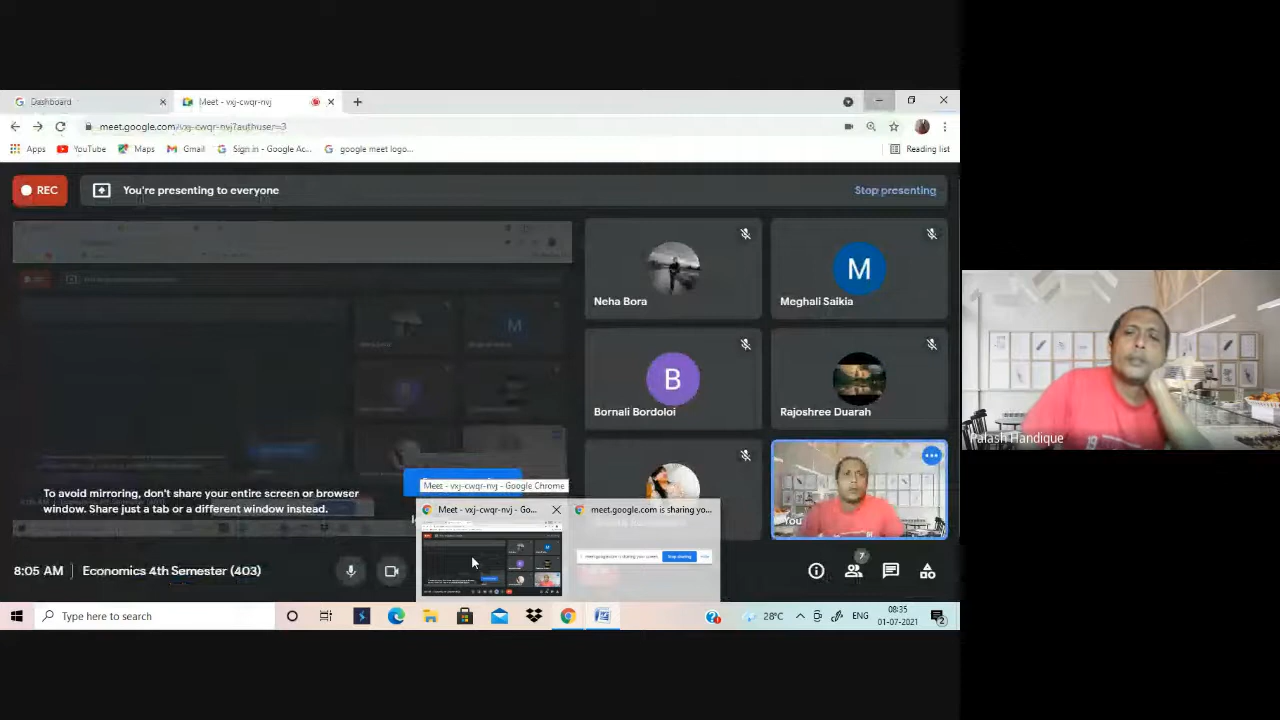 Dashboard
Meet - vxj-cwqr-nvj
meet.google.com/vxj-cwqr-nvj?authuser=3
Apps
YouTube
Maps
Gmail
Sign in - Google Ac...
google meet logo...
Reading list
REC
You're presenting to everyone
Stop presenting
Neha Bora
M
Meghali Saikia
M
B
Bornali Bordoloi
Rajoshree Duarah
You
Palash Handique
To avoid mirroring, don't share your entire screen or browser
window. Share just a tab or a different window instead.
Meet - vxj-cwqr-nvj - Google Chrome
Meet - vxj-cwqr-nvj - Go...
meet.google.com is sharing yo...
Stop sharing
8:05 AM
Economics 4th Semester (403)
7
Type here to search
28°C
ENG
08:35
01-07-2021
2